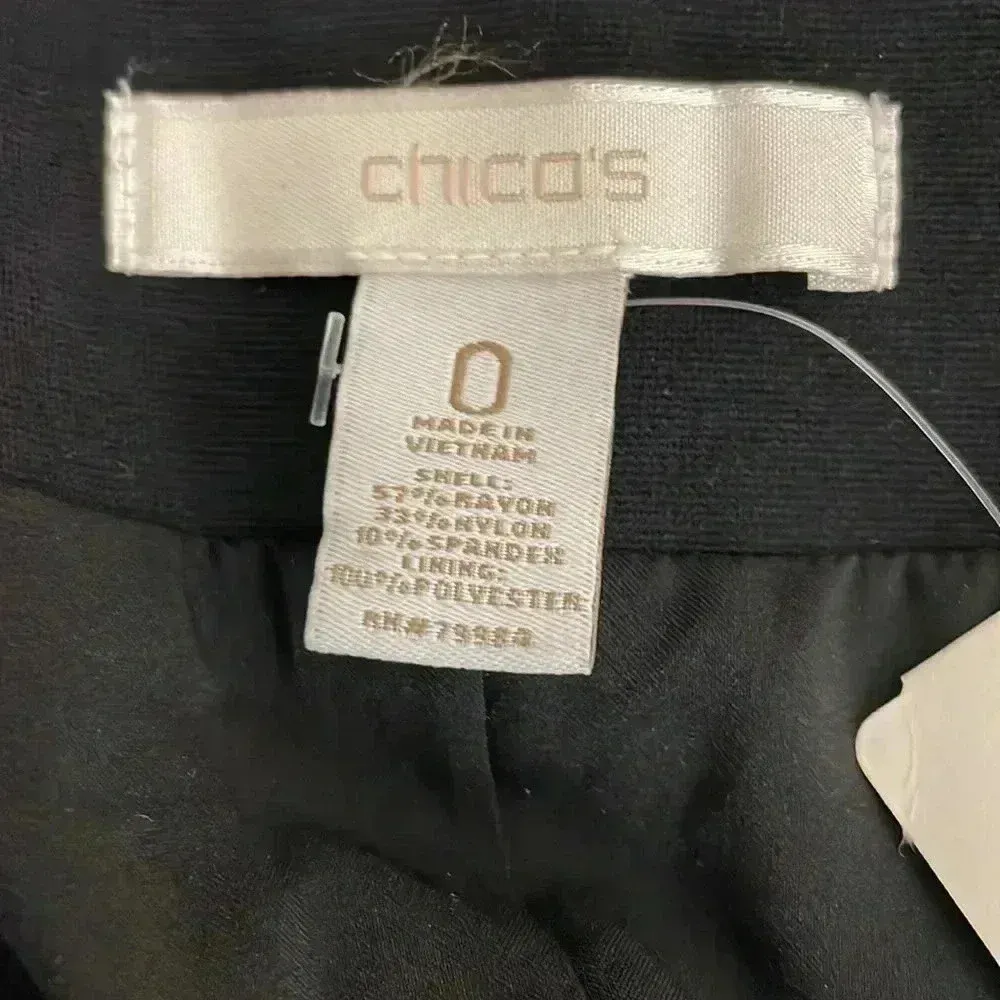 chico's
0
MADE IN
VIETNAM
SHELL:
57% RAYON
33% NYLON
10% SPANDEX
LINING:
100% POLYESTER